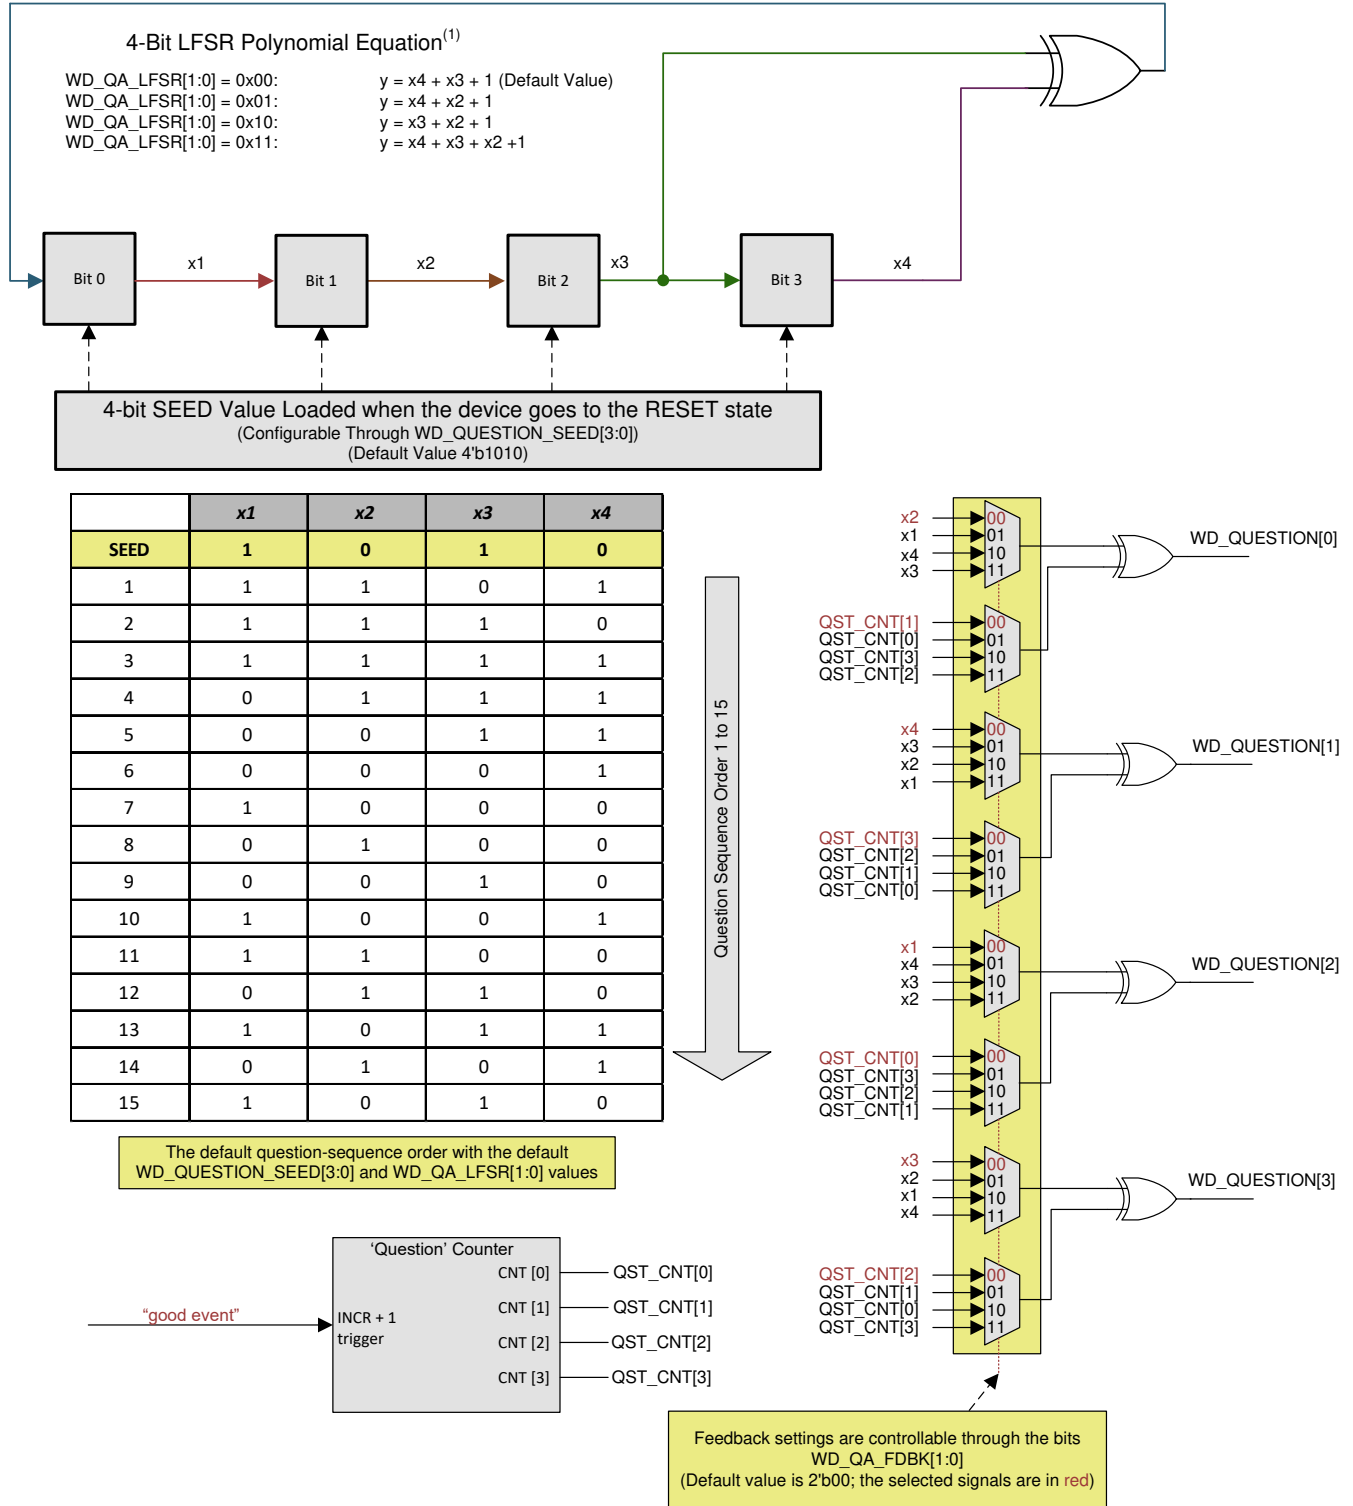 4-Bit LFSR Polynomial Equation(1)
WD_QA_LFSR[1:0] = 0x00: y = x4 + x3 + 1 (Default Value)
WD_QA_LFSR[1:0] = 0x01: y = x4 + x2 + 1
WD_QA_LFSR[1:0] = 0x10: y = x3 + x2 + 1
WD_QA_LFSR[1:0] = 0x11: y = x4 + x3 + x2 +1
Bit 0 x1 Bit 1 x2 Bit 2 x3 Bit 3 x4
4-bit SEED Value Loaded when the device goes to the RESET state
(Configurable Through WD_QUESTION_SEED[3:0])
(Default Value 4'b1010)
x1 x2 x3 x4
SEED 1 0 1 0
1 1 1 0 1
2 1 1 1 0
3 1 1 1 1
4 0 1 1 1
5 0 0 1 1
6 0 0 0 1
7 1 0 0 0
8 0 1 0 0
9 0 0 1 0
10 1 0 0 1
11 1 1 0 0
12 0 1 1 0
13 1 0 1 1
14 0 1 0 1
15 1 0 1 0
Question Sequence Order 1 to 15
The default question-sequence order with the default
WD_QUESTION_SEED[3:0] and WD_QA_LFSR[1:0] values
'Question' Counter
"good event"
INCR + 1
trigger
CNT [0] QST_CNT[0]
CNT [1] QST_CNT[1]
CNT [2] QST_CNT[2]
CNT [3] QST_CNT[3]
x2 00
x1 01
x4 10
x3 11
WD_QUESTION[0]
QST_CNT[1] 00
QST_CNT[0] 01
QST_CNT[3] 10
QST_CNT[2] 11
x4 00
x3 01
x2 10
x1 11
WD_QUESTION[1]
QST_CNT[3] 00
QST_CNT[2] 01
QST_CNT[1] 10
QST_CNT[0] 11
x1 00
x4 01
x3 10
x2 11
WD_QUESTION[2]
QST_CNT[0] 00
QST_CNT[3] 01
QST_CNT[2] 10
QST_CNT[1] 11
x3 00
x2 01
x1 10
x4 11
WD_QUESTION[3]
QST_CNT[2] 00
QST_CNT[1] 01
QST_CNT[0] 10
QST_CNT[3] 11
Feedback settings are controllable through the bits
WD_QA_FDBK[1:0]
(Default value is 2'b00; the selected signals are in red)